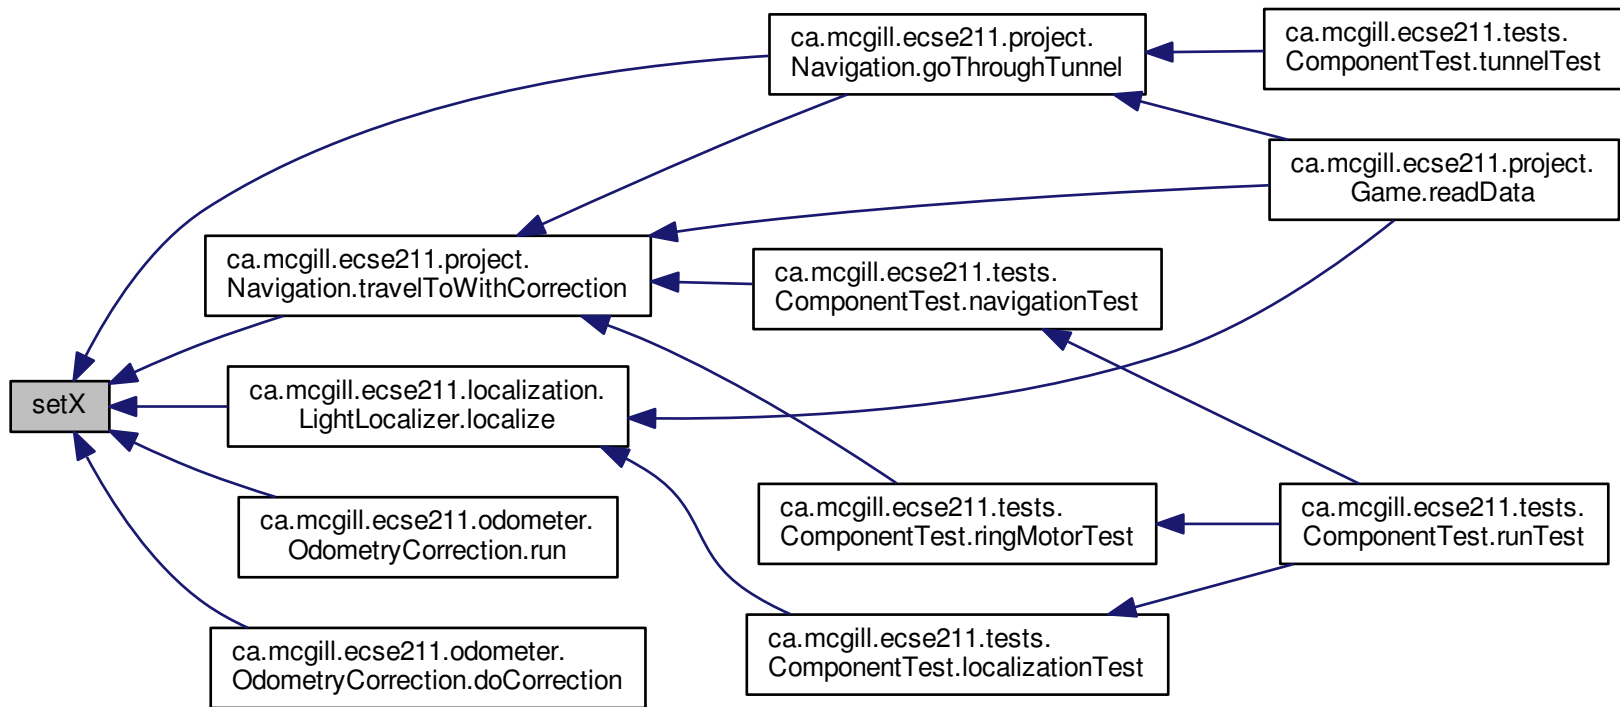 ca.mcgill.ecse211.project.
Navigation.goThroughTunnel
ca.mcgill.ecse211.tests.
ComponentTest.tunnelTest
ca.mcgill.ecse211.project.
Game.readData
ca.mcgill.ecse211.project.
Navigation.travelToWithCorrection
ca.mcgill.ecse211.tests.
ComponentTest.navigationTest
setX
ca.mcgill.ecse211.localization.
LightLocalizer.localize
ca.mcgill.ecse211.odometer.
OdometryCorrection.run
ca.mcgill.ecse211.tests.
ComponentTest.ringMotorTest
ca.mcgill.ecse211.tests.
ComponentTest.runTest
ca.mcgill.ecse211.odometer.
OdometryCorrection.doCorrection
ca.mcgill.ecse211.tests.
ComponentTest.localizationTest